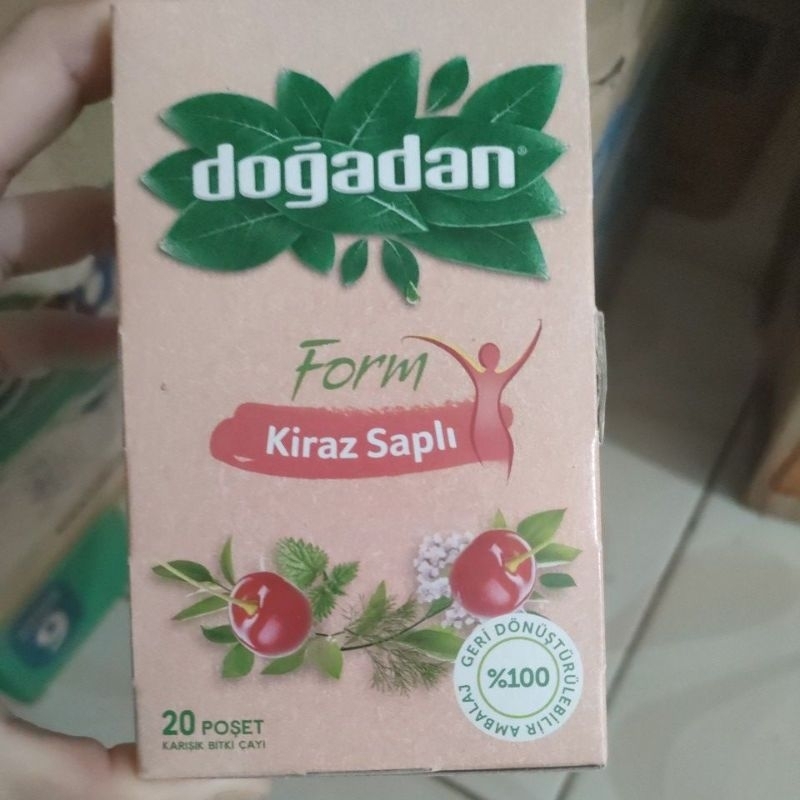 doğadan®
Form
Kiraz Saplı
GERİ DÖNÜŞTÜRÜLEBİLİR AMBALAJ
%100
20 POŞET
KARIŞIK BİTKİ ÇAYI